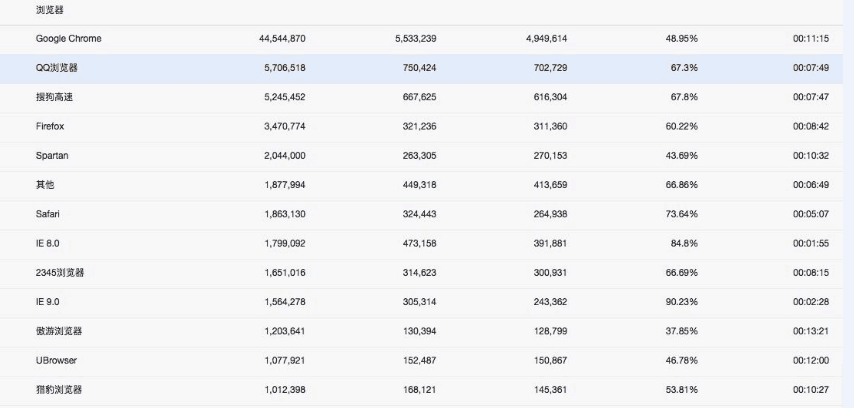 浏览器
Google Chrome 44,544,870 5,533,239 4,949,614 48.95% 00:11:15
QQ浏览器 5,706,518 750,424 702,729 67.3% 00:07:49
搜狗高速 5,245,452 667,625 616,304 67.8% 00:07:47
Firefox 3,470,774 321,236 311,360 60.22% 00:08:42
Spartan 2,044,000 263,305 270,153 43.69% 00:10:32
其他 1,877,994 449,318 413,659 66.86% 00:06:49
Safari 1,863,130 324,443 264,938 73.64% 00:05:07
IE 8.0 1,799,092 473,158 391,881 84.8% 00:01:55
2345浏览器 1,651,016 314,623 300,931 66.69% 00:08:15
IE 9.0 1,564,278 305,314 243,362 90.23% 00:02:28
傲游浏览器 1,203,641 130,394 128,799 37.85% 00:13:21
UBrowser 1,077,921 152,487 150,867 46.78% 00:12:00
猎豹浏览器 1,012,398 168,121 145,361 53.81% 00:10:27